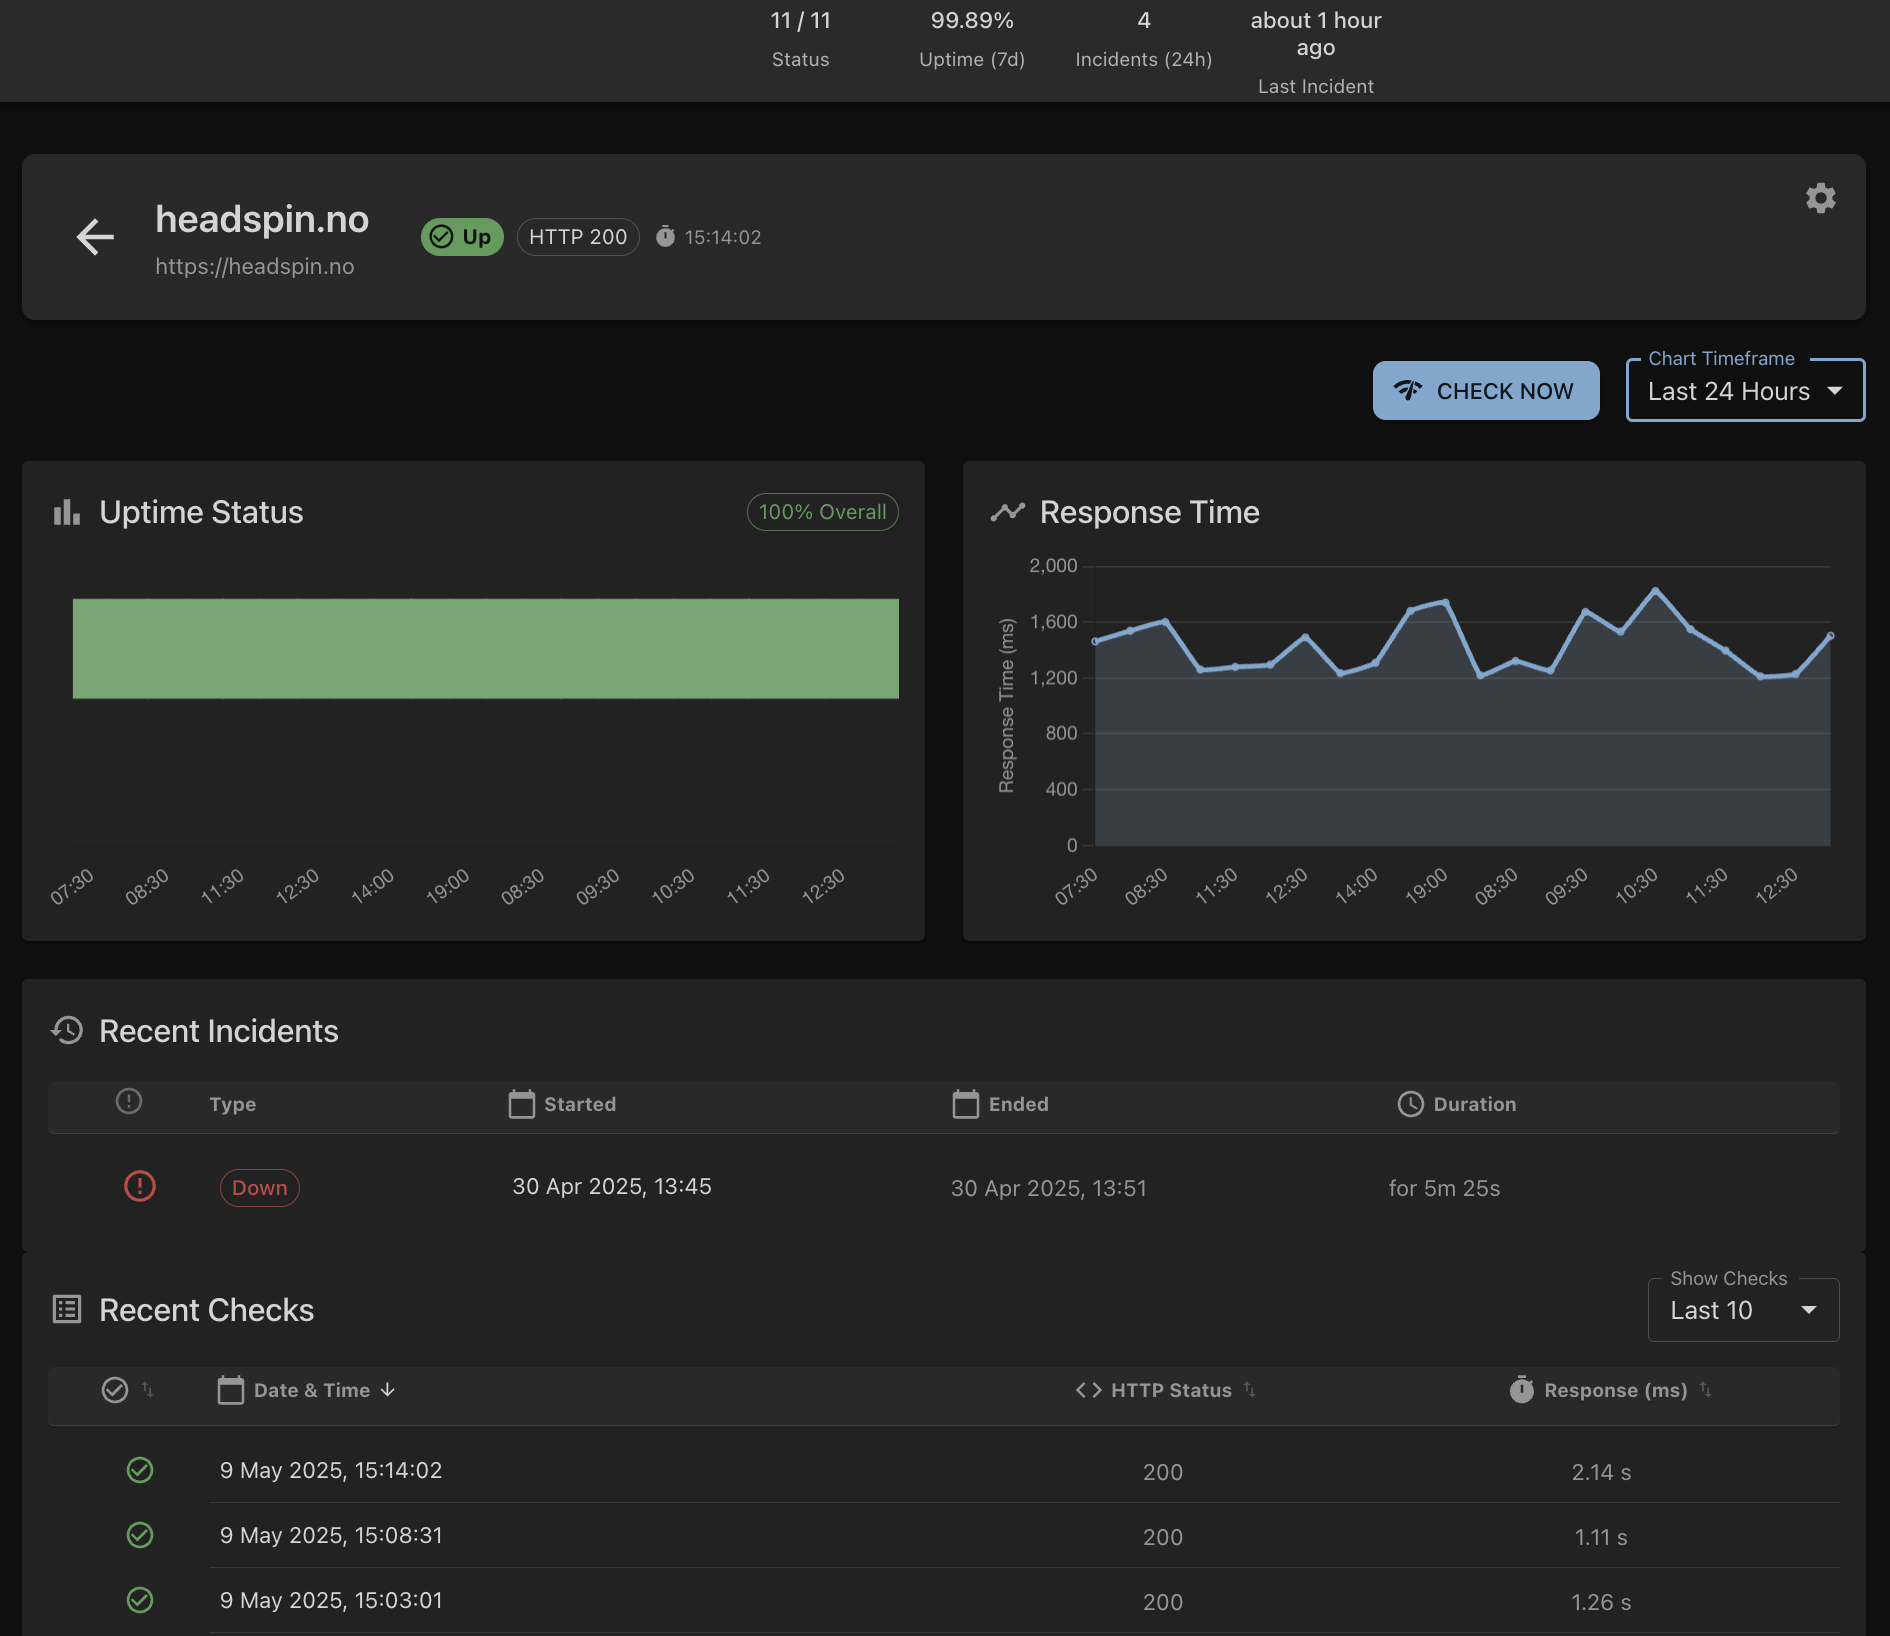 11 / 11
Status
99.89%
Uptime (7d)
4
Incidents (24h)
about 1 hour
ago
Last Incident
headspin.no
https://headspin.no
Up
HTTP 200
15:14:02
CHECK NOW
Chart Timeframe
Last 24 Hours
Uptime Status
100% Overall
07:30
08:30
11:30
12:30
14:00
19:00
08:30
09:30
10:30
11:30
12:30
Response Time
Response Time (ms)
2,000
1,600
1,200
800
400
0
07:30
08:30
11:30
12:30
14:00
19:00
08:30
09:30
10:30
11:30
12:30
Recent Incidents
Type
Started
Ended
Duration
Down
30 Apr 2025, 13:45
30 Apr 2025, 13:51
for 5m 25s
Recent Checks
Show Checks
Last 10
Date & Time
HTTP Status
Response (ms)
9 May 2025, 15:14:02
200
2.14 s
9 May 2025, 15:08:31
200
1.11 s
9 May 2025, 15:03:01
200
1.26 s